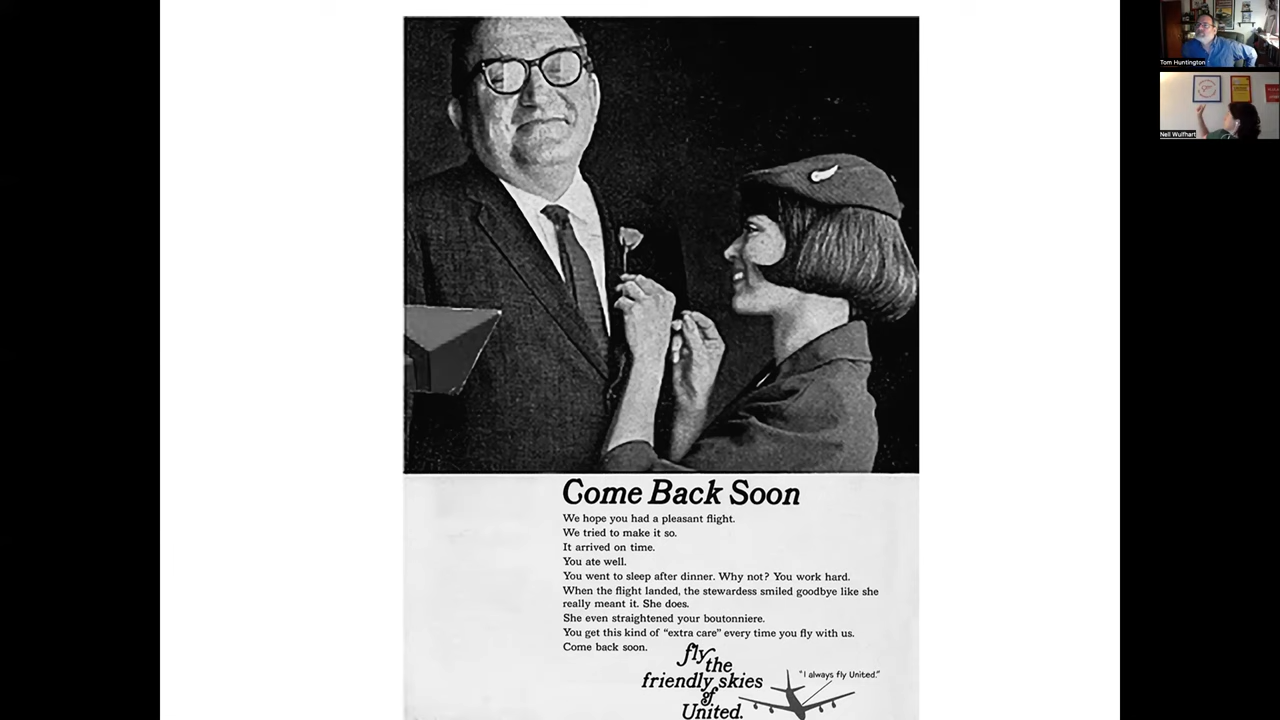 Come Back Soon
We hope you had a pleasant flight.
We tried to make it so.
It arrived on time.
You ate well.
You went to sleep after dinner. Why not? You work hard.
When the flight landed, the stewardess smiled goodbye like she
really meant it. She does.
She even straightened your boutonniere.
You get this kind of "extra care" every time you fly with us.
Come back soon.
fly
the
friendly skies
of
United.
"I always fly United."
Tom Huntington
Nell Wulfhart